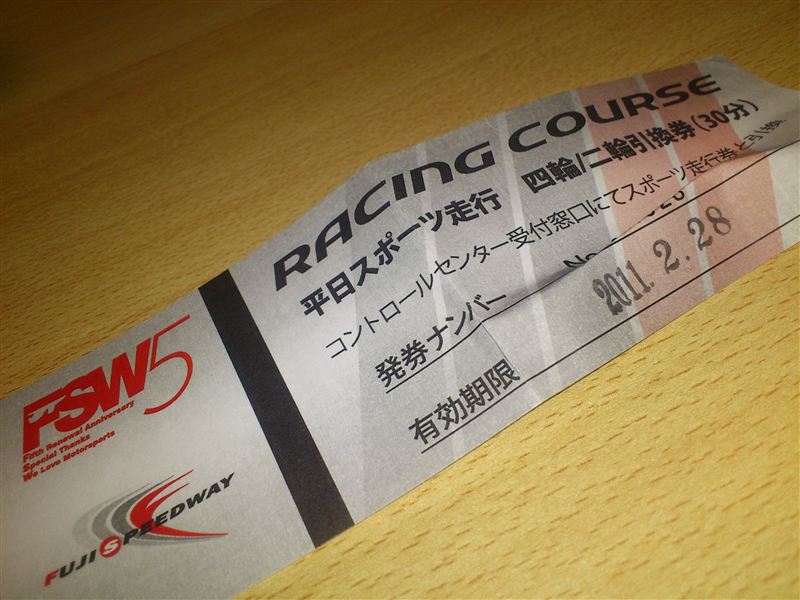 RACING COURSE
平日スポーツ走行 四輪/二輪引換券(30分)
コントロールセンター受付窓口にてスポーツ走行券と引換
発券ナンバー
有効期限 2011. 2. 28
FSW5
Fifth Renewal Anniversary
Special Thanks
We Love Motorsports
FUJI SPEEDWAY